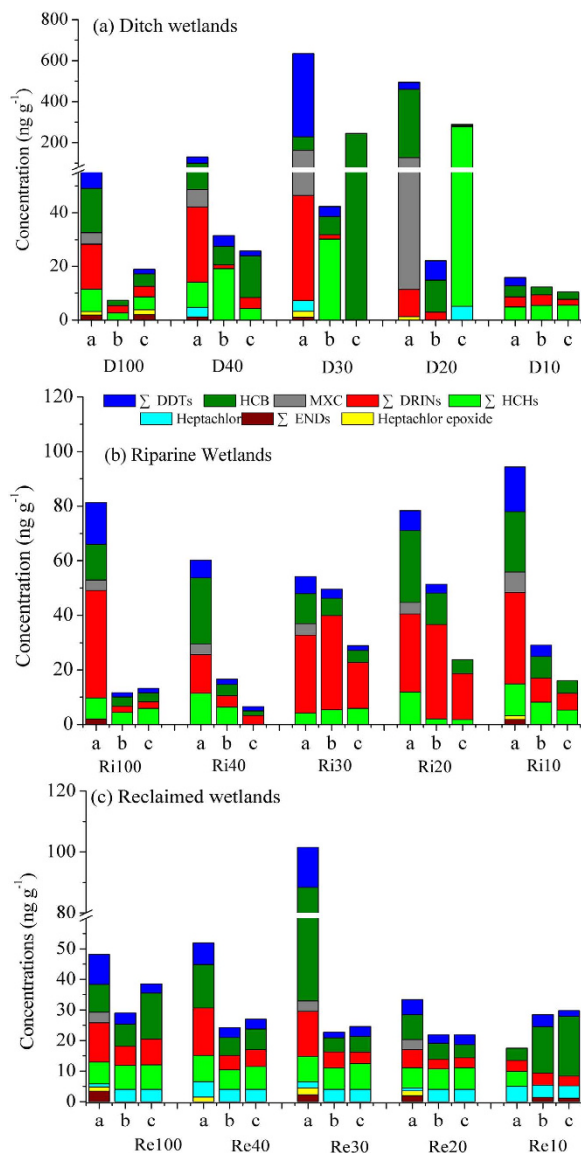 (a) Ditch wetlands
800
600
400
200
40
20
0
Concentration (ng g-1)
a b c a b c a b c a b c a b c
D100 D40 D30 D20 D10
∑ DDTs HCB MXC ∑ DRINs ∑ HCHs
Heptachlor ∑ ENDs Heptachlor epoxide
(b) Riparine Wetlands
120
100
80
60
40
20
0
Concentration (ng g-1)
a b c a b c a b c a b c a b c
Ri100 Ri40 Ri30 Ri20 Ri10
(c) Reclaimed wetlands
120
100
80
50
40
30
20
10
0
Concentrations (ng g-1)
a b c a b c a b c a b c a b c
Re100 Re40 Re30 Re20 Re10